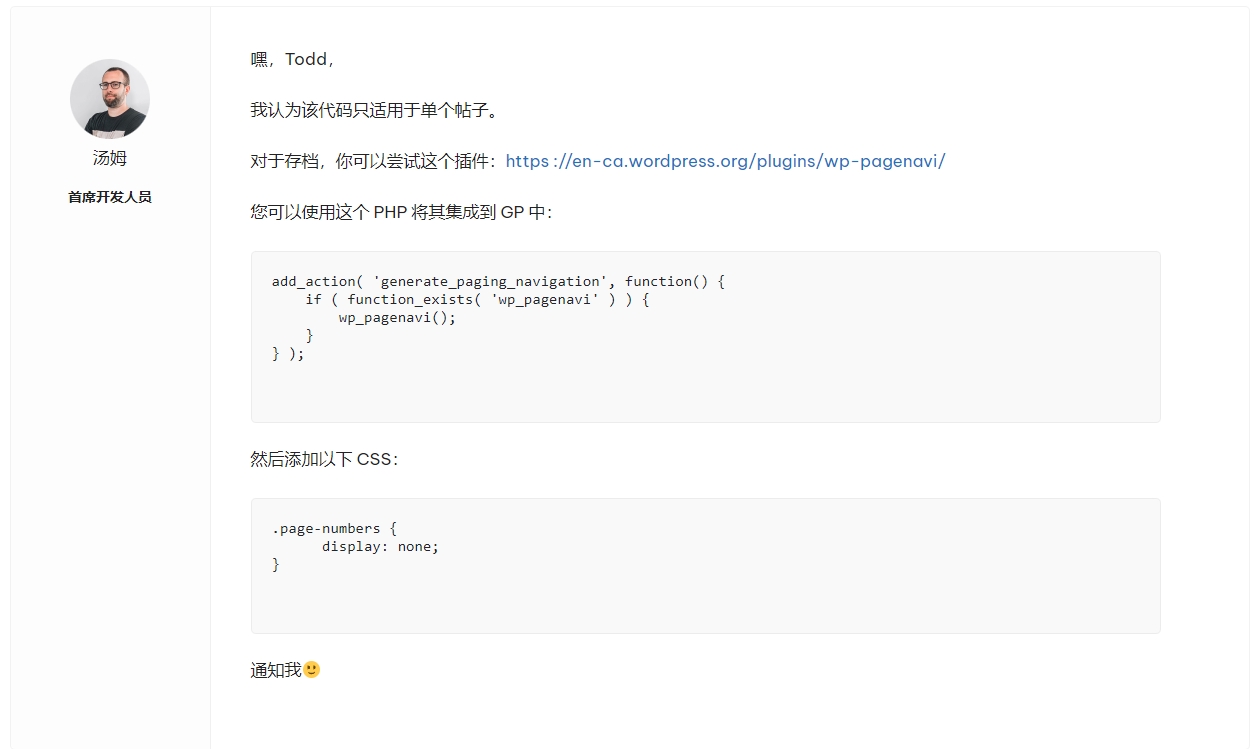 汤姆
首席开发人员
嘿，Todd，
我认为该代码只适用于单个帖子。
对于存档，你可以尝试这个插件：https ://en-ca.wordpress.org/plugins/wp-pagenavi/
您可以使用这个 PHP 将其集成到 GP 中：
add_action( 'generate_paging_navigation', function() {
    if ( function_exists( 'wp_pagenavi' ) ) {
        wp_pagenavi();
    }
} );
然后添加以下 CSS：
.page-numbers {
      display: none;
}
通知我🙂